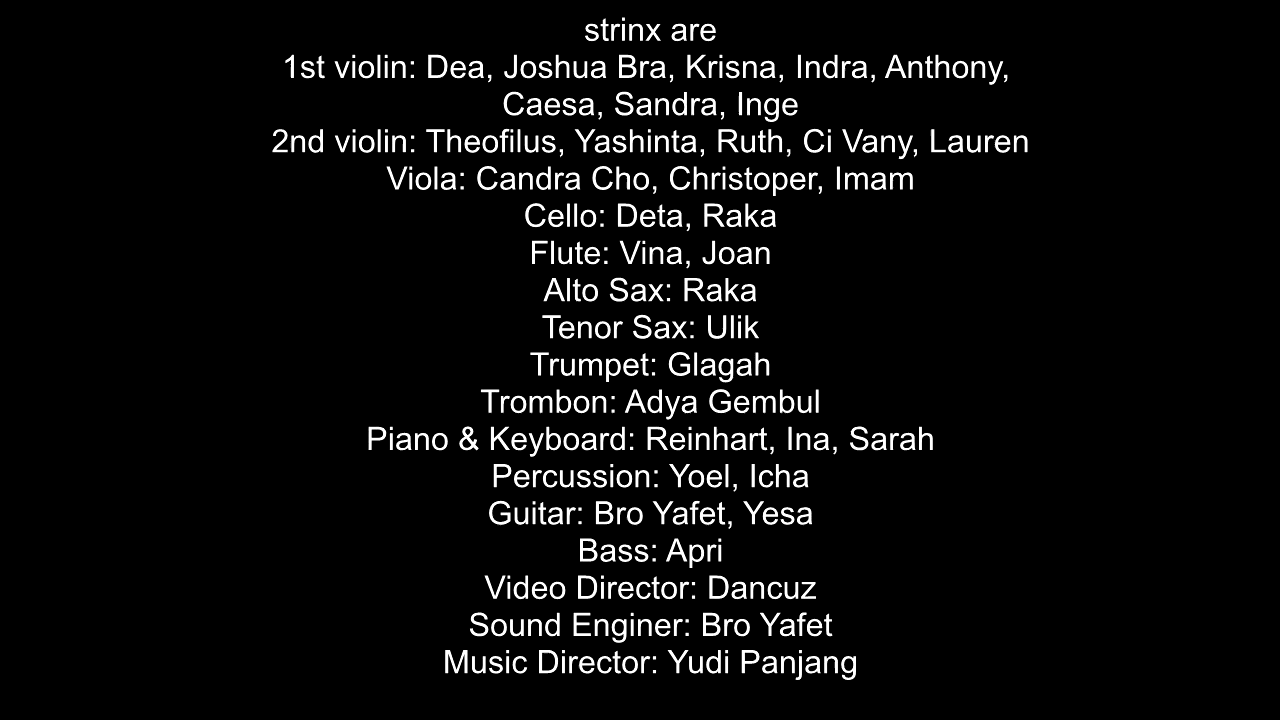 strinx are
1st violin: Dea, Joshua Bra, Krisna, Indra, Anthony,
Caesa, Sandra, Inge
2nd violin: Theofilus, Yashinta, Ruth, Ci Vany, Lauren
Viola: Candra Cho, Christoper, Imam
Cello: Deta, Raka
Flute: Vina, Joan
Alto Sax: Raka
Tenor Sax: Ulik
Trumpet: Glagah
Trombon: Adya Gembul
Piano & Keyboard: Reinhart, Ina, Sarah
Percussion: Yoel, Icha
Guitar: Bro Yafet, Yesa
Bass: Apri
Video Director: Dancuz
Sound Enginer: Bro Yafet
Music Director: Yudi Panjang